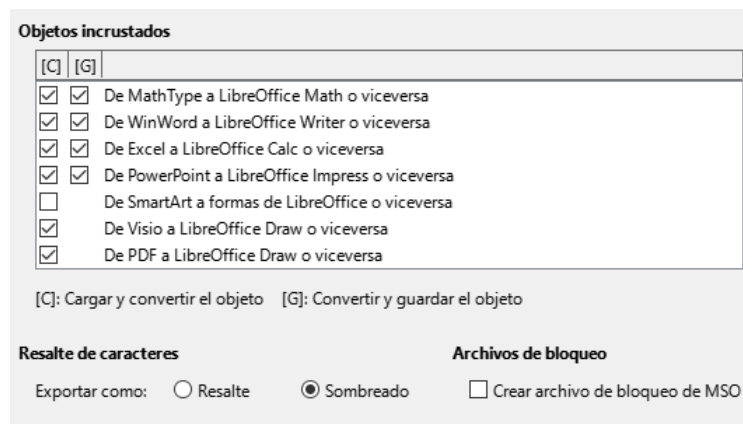 Objetos incrustados
[C] [G]
De MathType a LibreOffice Math o viceversa
De WinWord a LibreOffice Writer o viceversa
De Excel a LibreOffice Calc o viceversa
De PowerPoint a LibreOffice Impress o viceversa
De SmartArt a formas de LibreOffice o viceversa
De Visio a LibreOffice Draw o viceversa
De PDF a LibreOffice Draw o viceversa
[C]: Cargar y convertir el objeto [G]: Convertir y guardar el objeto
Resalte de caracteres Archivos de bloqueo
Exportar como: Resalte Sombreado Crear archivo de bloqueo de MSO